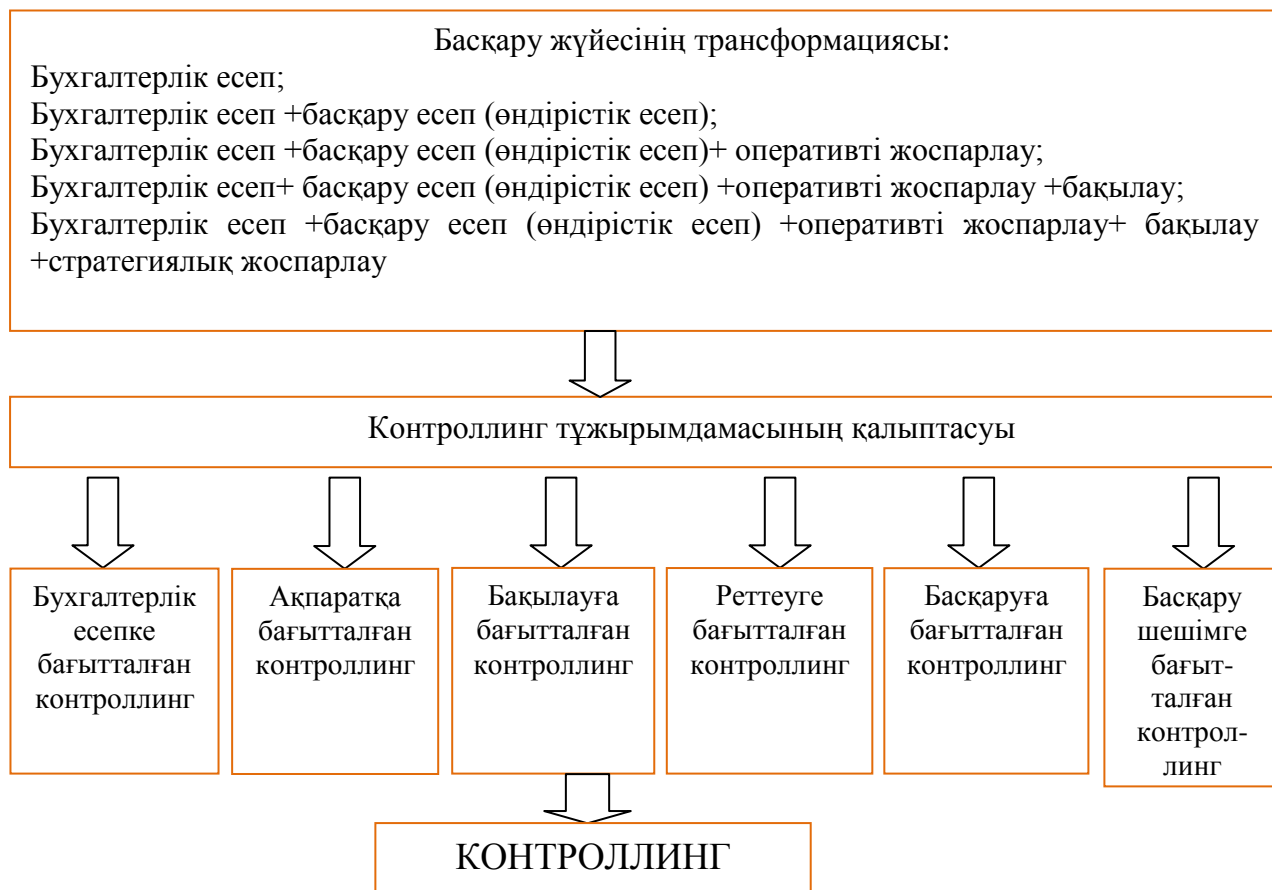 Басқару жүйесінің трансформациясы:
Бухгалтерлік есеп;
Бухгалтерлік есеп +басқару есеп (өндірістік есеп);
Бухгалтерлік есеп +басқару есеп (өндірістік есеп)+ оперативті жоспарлау;
Бухгалтерлік есеп+ басқару есеп (өндірістік есеп) +оперативті жоспарлау +бақылау;
Бухгалтерлік есеп +басқару есеп (өндірістік есеп) +оперативті жоспарлау+ бақылау
+стратегиялық жоспарлау
Контроллинг тұжырымдамасының қалыптасуы
Бухгалтерлік
есепке
бағытталған
контроллинг
Ақпаратқа
бағытталған
контроллинг
Бақылауға
бағытталған
контроллинг
Реттеуге
бағытталған
контроллинг
Басқаруға
бағытталған
контроллинг
Басқару
шешімге
бағыт-
талған
контрол-
линг
КОНТРОЛЛИНГ